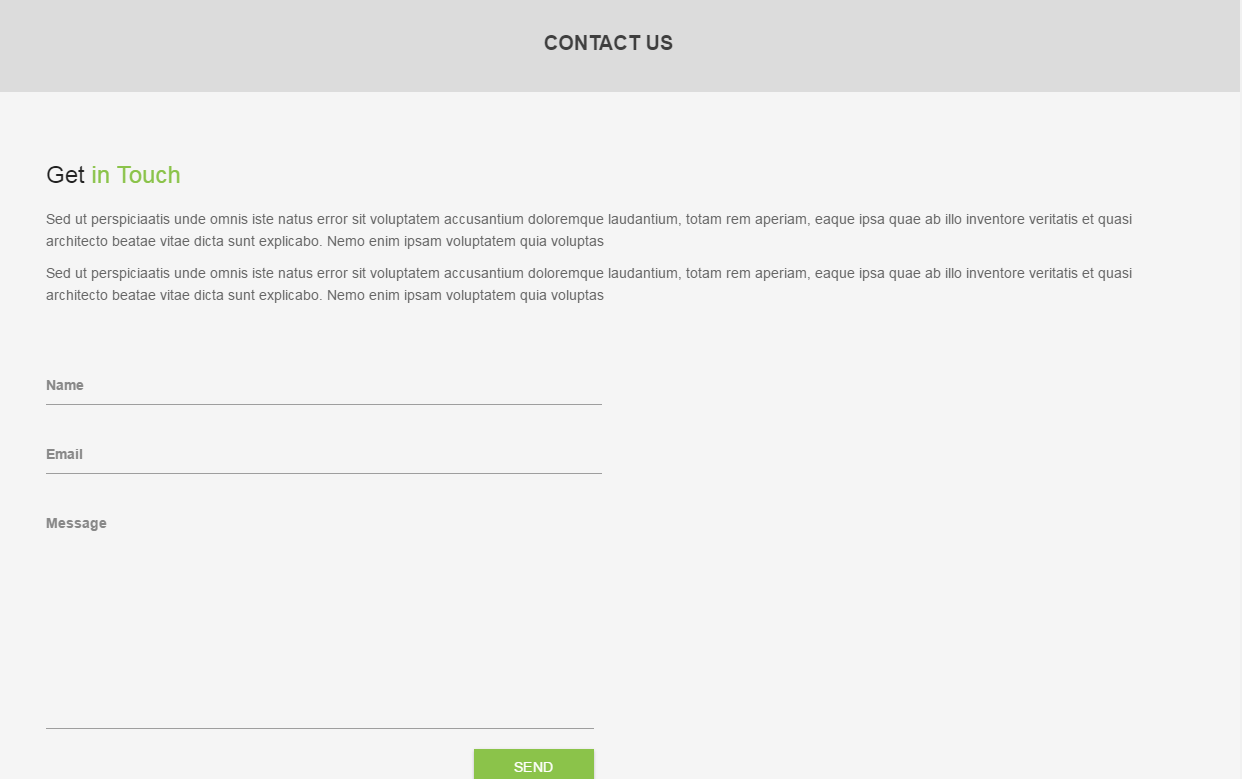 CONTACT US
Get in Touch
Sed ut perspiciaatis unde omnis iste natus error sit voluptatem accusantium doloremque laudantium, totam rem aperiam, eaque ipsa quae ab illo inventore veritatis et quasi
architecto beatae vitae dicta sunt explicabo. Nemo enim ipsam voluptatem quia voluptas
Sed ut perspiciaatis unde omnis iste natus error sit voluptatem accusantium doloremque laudantium, totam rem aperiam, eaque ipsa quae ab illo inventore veritatis et quasi
architecto beatae vitae dicta sunt explicabo. Nemo enim ipsam voluptatem quia voluptas
Name
Email
Message
SEND